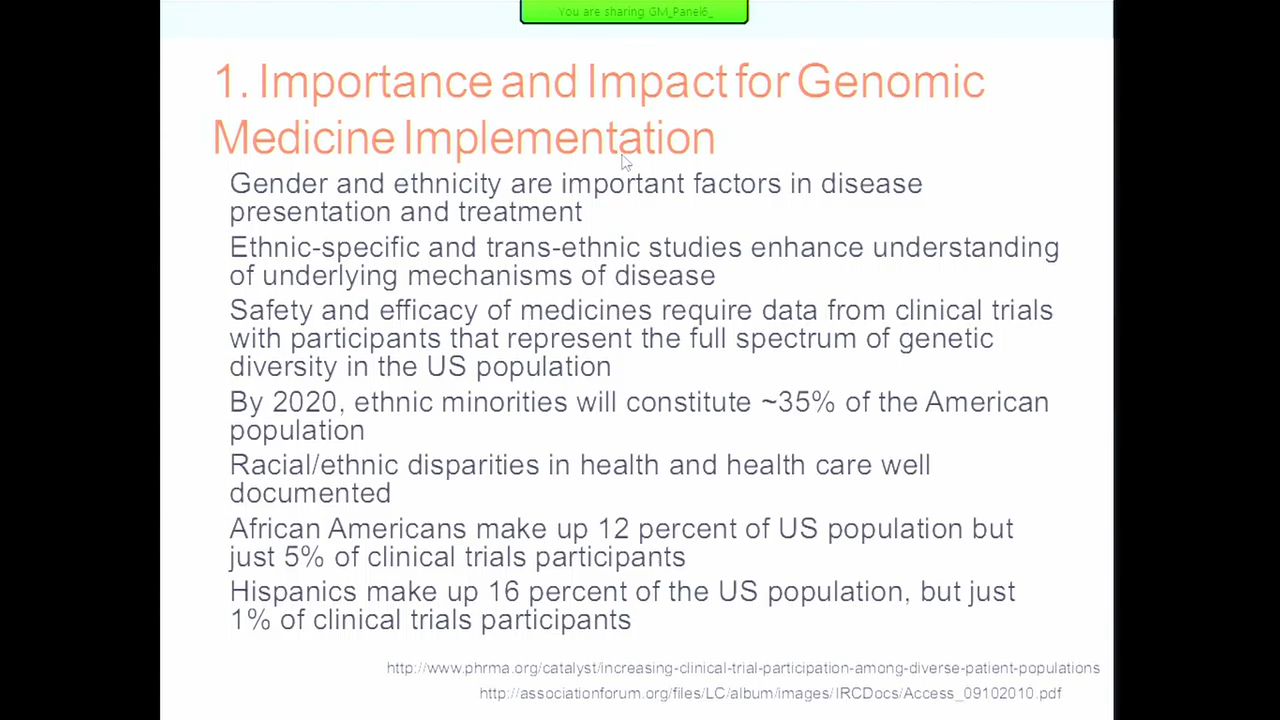 You are sharing GM_Panel6_
1. Importance and Impact for Genomic
Medicine Implementation
Gender and ethnicity are important factors in disease
presentation and treatment
Ethnic-specific and trans-ethnic studies enhance understanding
of underlying mechanisms of disease
Safety and efficacy of medicines require data from clinical trials
with participants that represent the full spectrum of genetic
diversity in the US population
By 2020, ethnic minorities will constitute ~35% of the American
population
Racial/ethnic disparities in health and health care well
documented
African Americans make up 12 percent of US population but
just 5% of clinical trials participants
Hispanics make up 16 percent of the US population, but just
1% of clinical trials participants
http://www.phrma.org/catalyst/increasing-clinical-trial-participation-among-diverse-patient-populations
http://associationforum.org/files/LC/album/images/IRCDocs/Access_09102010.pdf